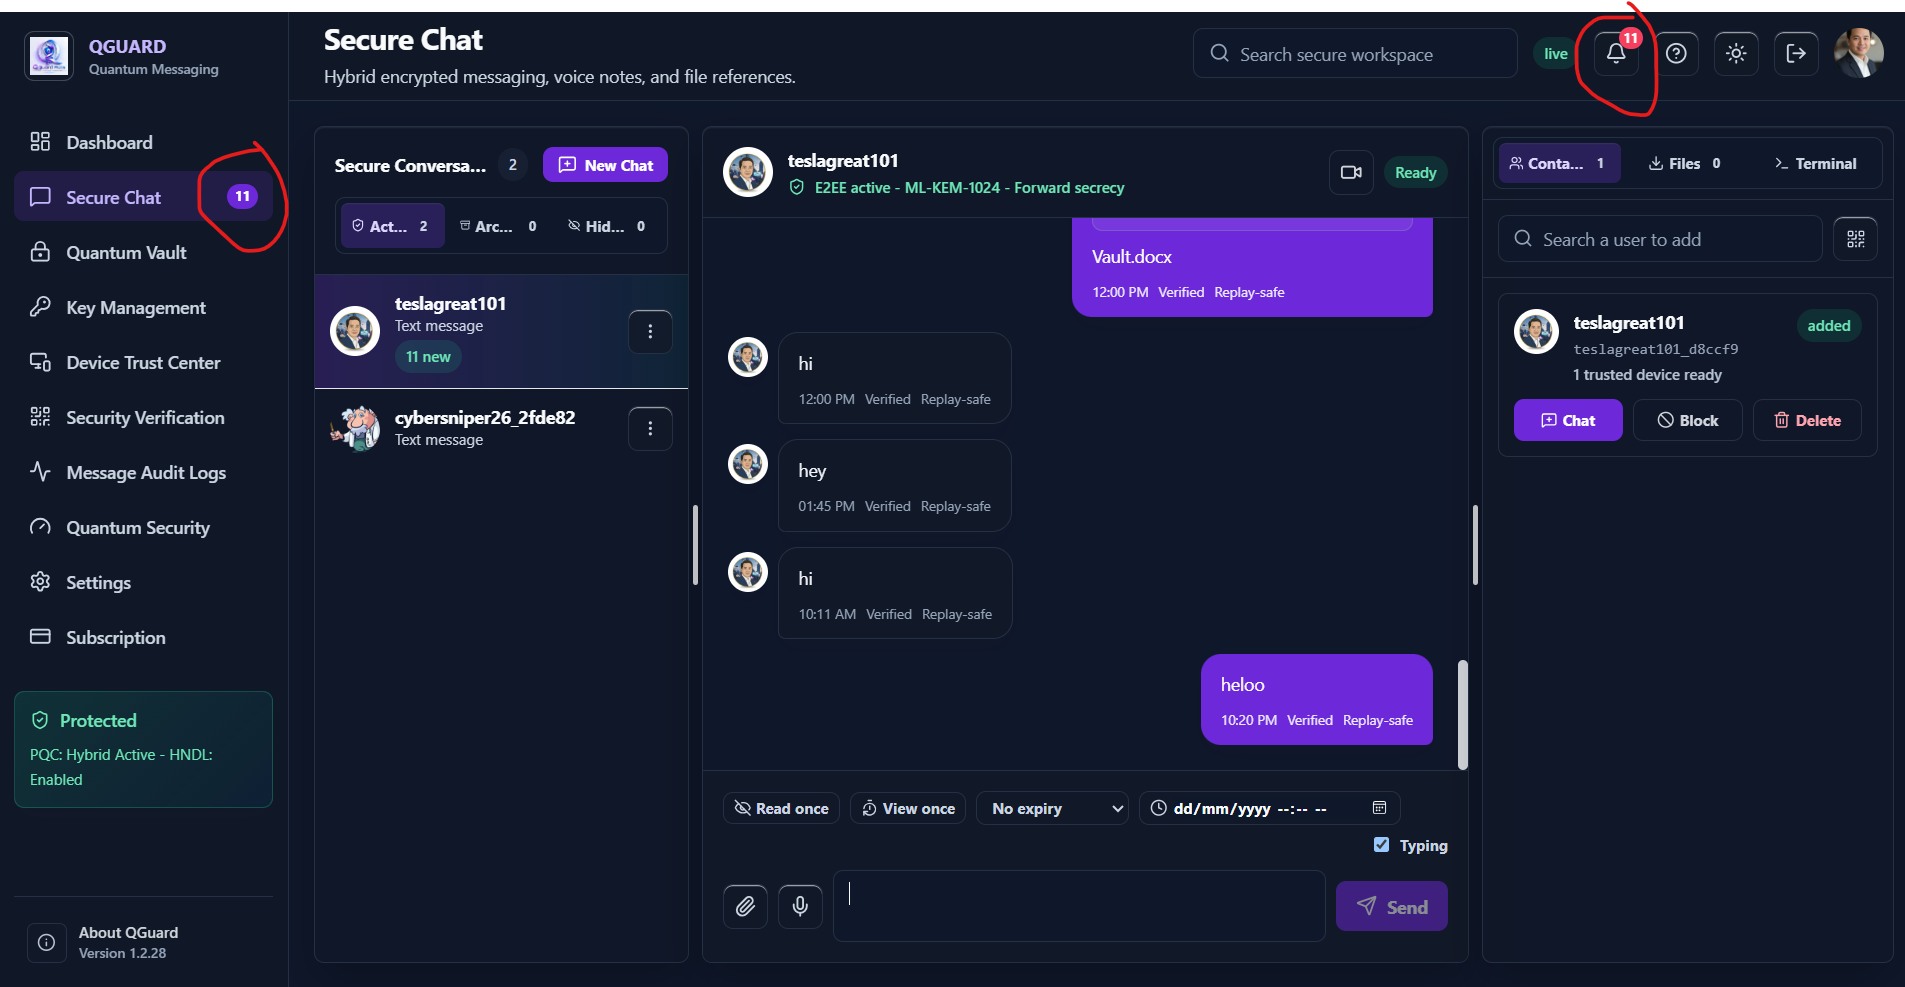 QGUARD
Quantum Messaging
Dashboard
Secure Chat
11
Quantum Vault
Key Management
Device Trust Center
Security Verification
Message Audit Logs
Quantum Security
Settings
Subscription
Protected
PQC: Hybrid Active - HNDL:
Enabled
About QGuard
Version 1.2.28
Secure Chat
Hybrid encrypted messaging, voice notes, and file references.
Search secure workspace
live
11
Secure Conversa... 2
New Chat
Act... 2
Arc... 0
Hid... 0
teslagreat101
Text message
11 new
cybersniper26_2fde82
Text message
teslagreat101
E2EE active - ML-KEM-1024 - Forward secrecy
Ready
Vault.docx
12:00 PM Verified Replay-safe
hi
12:00 PM Verified Replay-safe
hey
01:45 PM Verified Replay-safe
hi
10:11 AM Verified Replay-safe
heloo
10:20 PM Verified Replay-safe
Read once
View once
No expiry
dd/mm/yyyy --:-- --
Typing
Send
Conta... 1
Files 0
Terminal
Search a user to add
teslagreat101
added
teslagreat101_d8ccf9
1 trusted device ready
Chat
Block
Delete